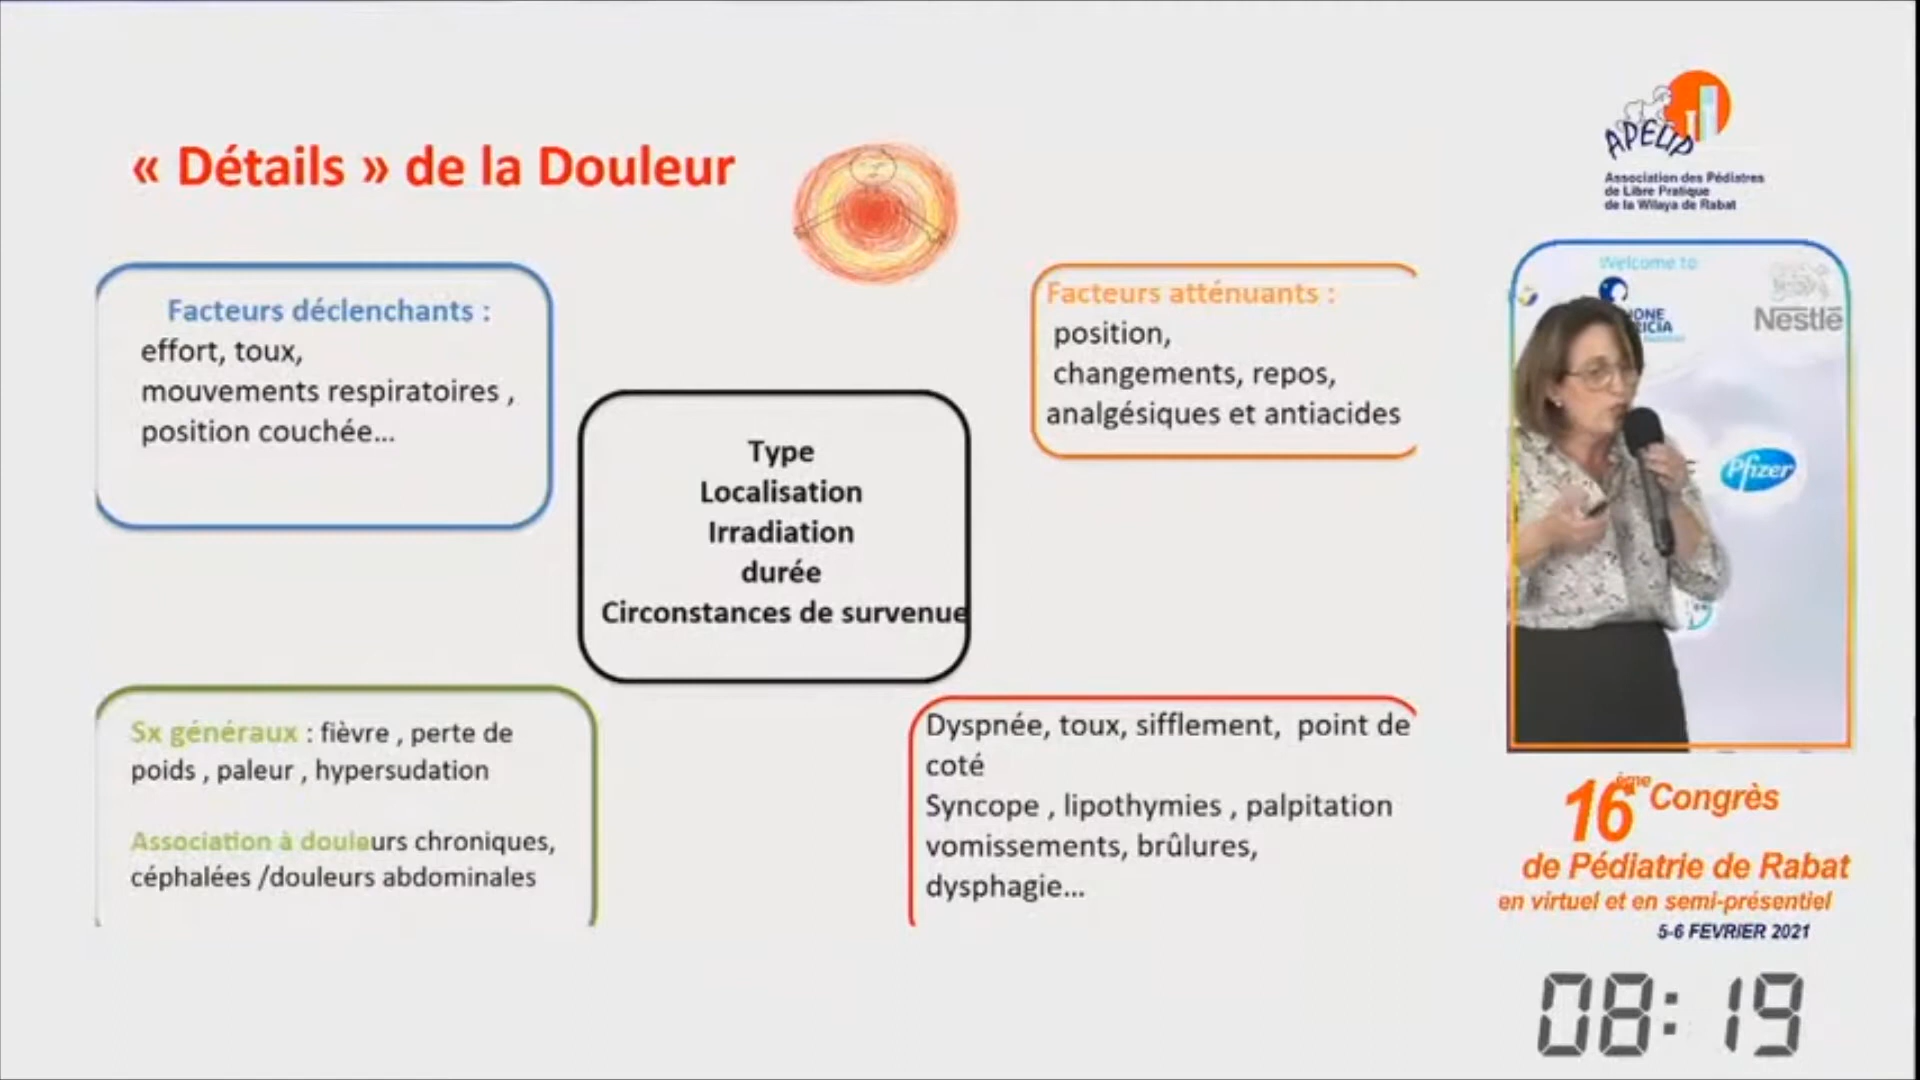 « Détails » de la Douleur
Facteurs déclenchants :
effort, toux,
mouvements respiratoires ,
position couchée...
Facteurs atténuants :
position,
changements, repos,
analgésiques et antiacides
Type
Localisation
Irradiation
durée
Circonstances de survenue
Sx généraux : fièvre , perte de
poids , paleur , hypersudation
Association à douleurs chroniques,
céphalées /douleurs abdominales
Dyspnée, toux, sifflement, point de
coté
Syncope , lipothymies , palpitation
vomissements, brûlures,
dysphagie...
APELIP
Association des Pédiatres
de Libre Pratique
de la Wilaya de Rabat
Welcome to
Nestlé
Pfizer
16ème Congrès
de Pédiatrie de Rabat
en virtuel et en semi-présentiel
5-6 FEVRIER 2021
08:19